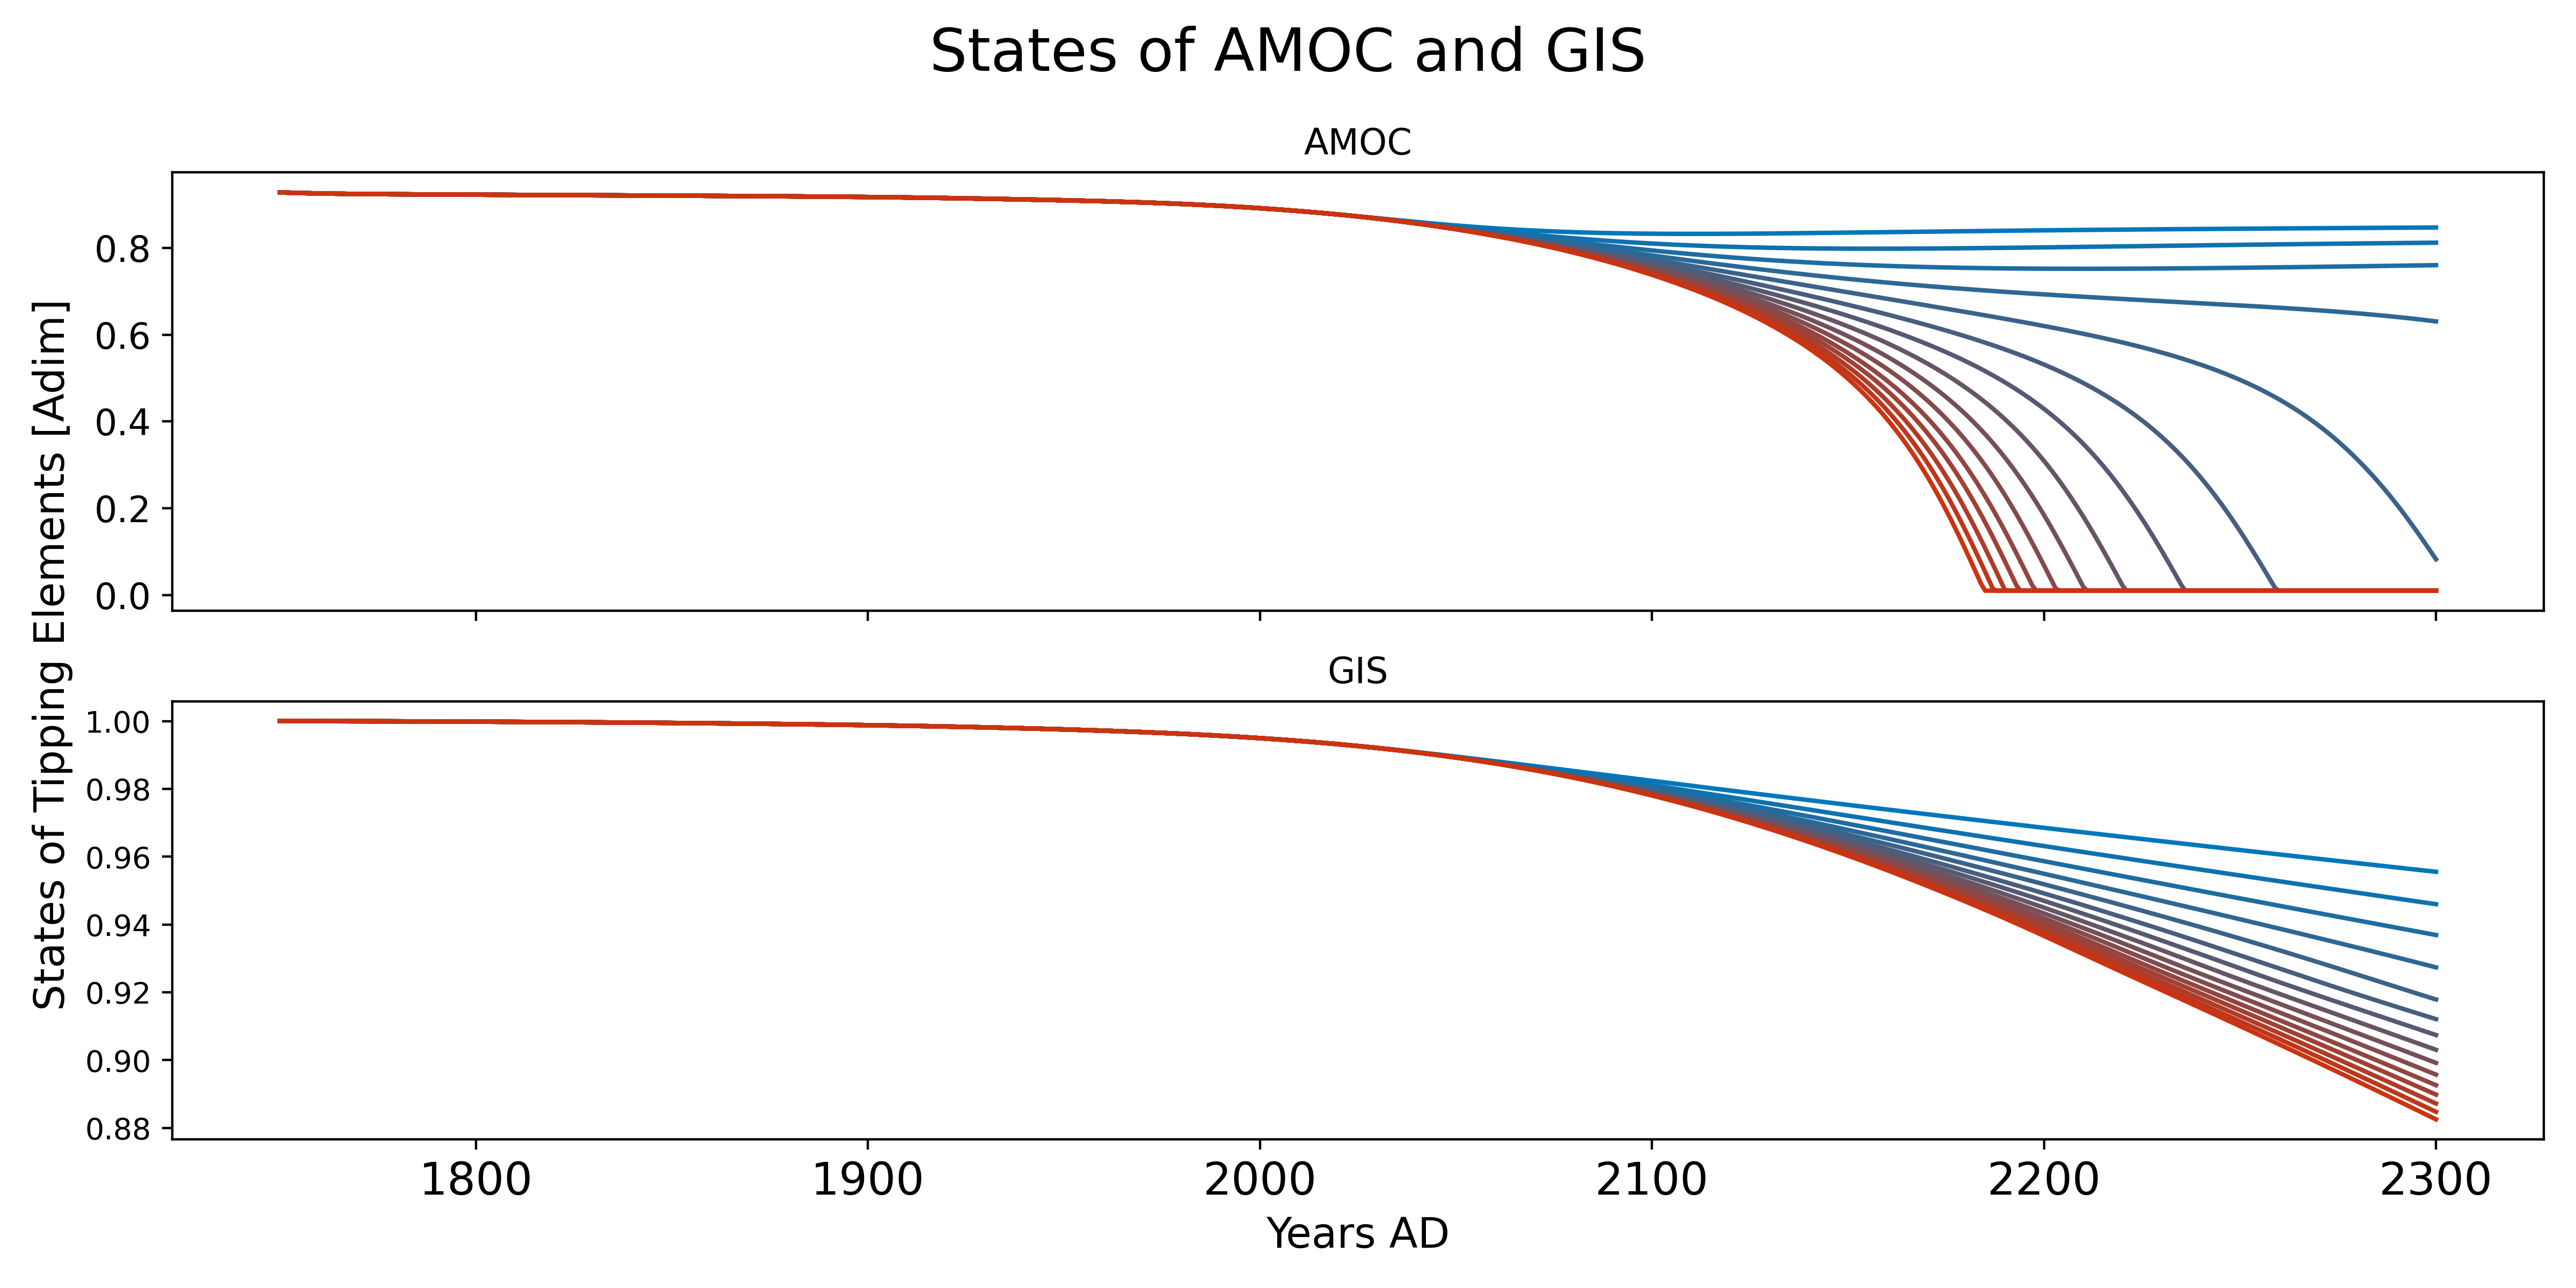 States of AMOC and GIS
AMOC
0.8
0.6
0.4
0.2
0.0
States of Tipping Elements [Adim]
GIS
1.00
0.98
0.96
0.94
0.92
0.90
0.88
1800 1900 2000 2100 2200 2300
Years AD